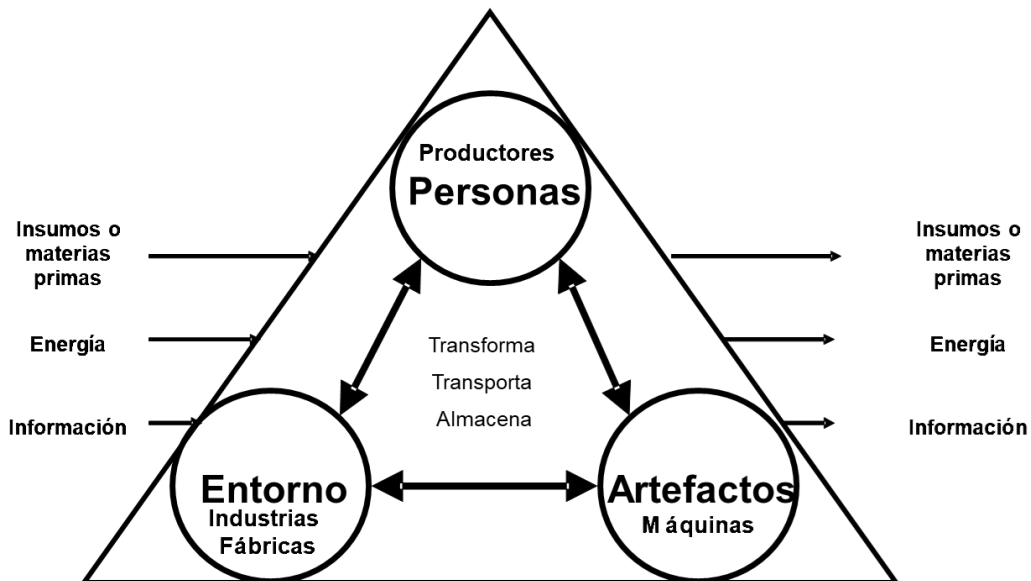 Productores
Personas
Insumos o
materias
primas
Energía
Información
Transforma
Transporta
Almacena
Insumos o
materias
primas
Energía
Información
Entorno
Industrias
Fábricas
Artefactos
M áquinas